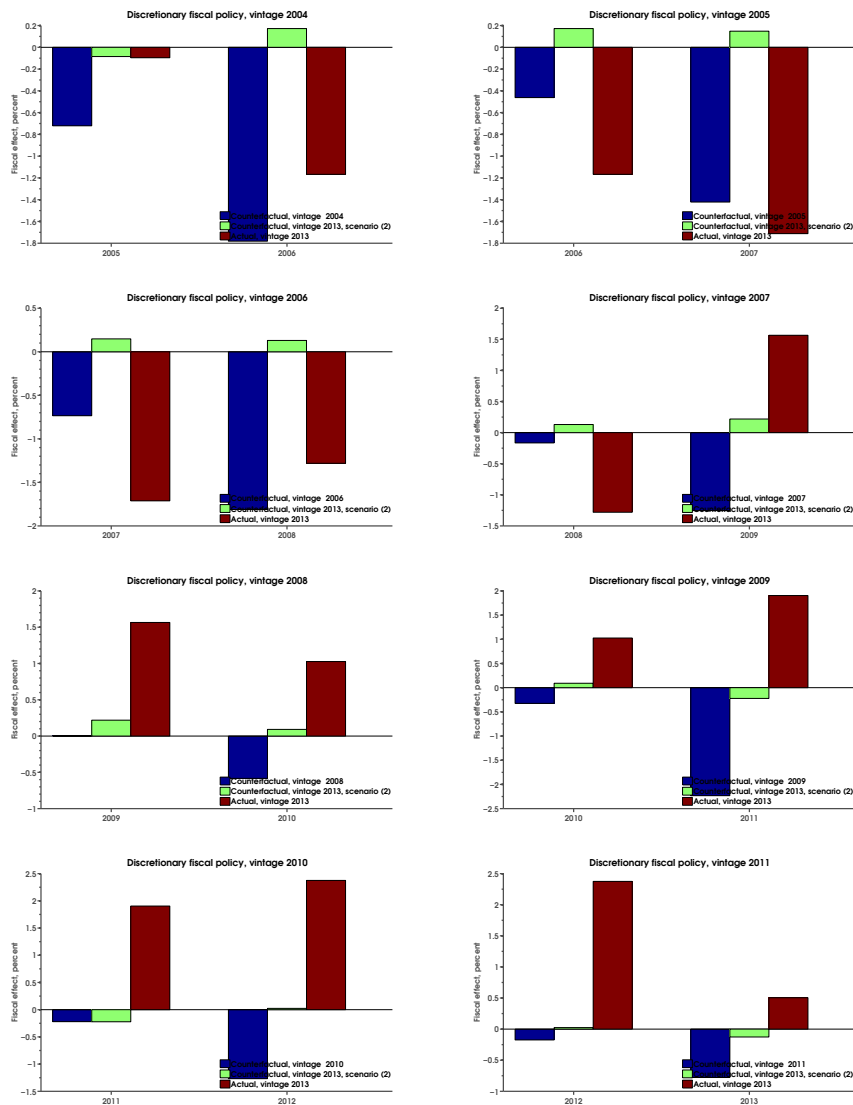 Discretionary fiscal policy, vintage 2004
Fiscal effect, percent
0.2
0
−0.2
−0.4
−0.6
−0.8
−1
−1.2
−1.4
−1.6
−1.8
2005
2006
Counterfactual, vintage 2004
Counterfactual, vintage 2013, scenario (2)
Actual, vintage 2013
Discretionary fiscal policy, vintage 2005
Fiscal effect, percent
0.2
0
−0.2
−0.4
−0.6
−0.8
−1
−1.2
−1.4
−1.6
−1.8
2006
2007
Counterfactual, vintage 2005
Counterfactual, vintage 2013, scenario (2)
Actual, vintage 2013
Discretionary fiscal policy, vintage 2006
Fiscal effect, percent
0.5
0
−0.5
−1
−1.5
−2
2007
2008
Counterfactual, vintage 2006
Counterfactual, vintage 2013, scenario (2)
Actual, vintage 2013
Discretionary fiscal policy, vintage 2007
Fiscal effect, percent
2
1.5
1
0.5
0
−0.5
−1
−1.5
2008
2009
Counterfactual, vintage 2007
Counterfactual, vintage 2013, scenario (2)
Actual, vintage 2013
Discretionary fiscal policy, vintage 2008
Fiscal effect, percent
2
1.5
1
0.5
0
−0.5
−1
2009
2010
Counterfactual, vintage 2008
Counterfactual, vintage 2013, scenario (2)
Actual, vintage 2013
Discretionary fiscal policy, vintage 2009
Fiscal effect, percent
2
1.5
1
0.5
0
−0.5
−1
−1.5
−2
−2.5
2010
2011
Counterfactual, vintage 2009
Counterfactual, vintage 2013, scenario (2)
Actual, vintage 2013
Discretionary fiscal policy, vintage 2010
Fiscal effect, percent
2.5
2
1.5
1
0.5
0
−0.5
−1
−1.5
2011
2012
Counterfactual, vintage 2010
Counterfactual, vintage 2013, scenario (2)
Actual, vintage 2013
Discretionary fiscal policy, vintage 2011
Fiscal effect, percent
2.5
2
1.5
1
0.5
0
−0.5
−1
2012
2013
Counterfactual, vintage 2011
Counterfactual, vintage 2013, scenario (2)
Actual, vintage 2013